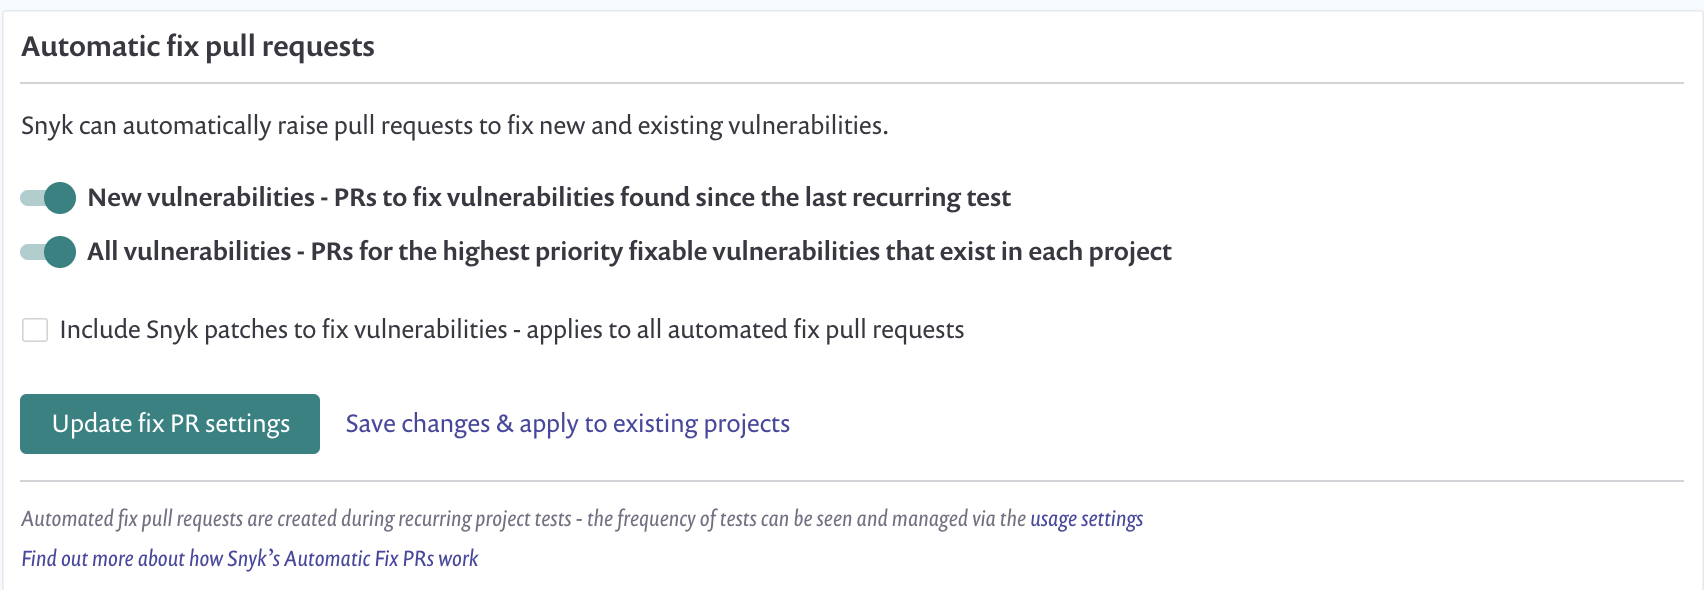 Automatic fix pull requests
Snyk can automatically raise pull requests to fix new and existing vulnerabilities.
New vulnerabilities - PRs to fix vulnerabilities found since the last recurring test
All vulnerabilities - PRs for the highest priority fixable vulnerabilities that exist in each project
Include Snyk patches to fix vulnerabilities - applies to all automated fix pull requests
Update fix PR settings Save changes & apply to existing projects
Automated fix pull requests are created during recurring project tests - the frequency of tests can be seen and managed via the usage settings
Find out more about how Snyk’s Automatic Fix PRs work